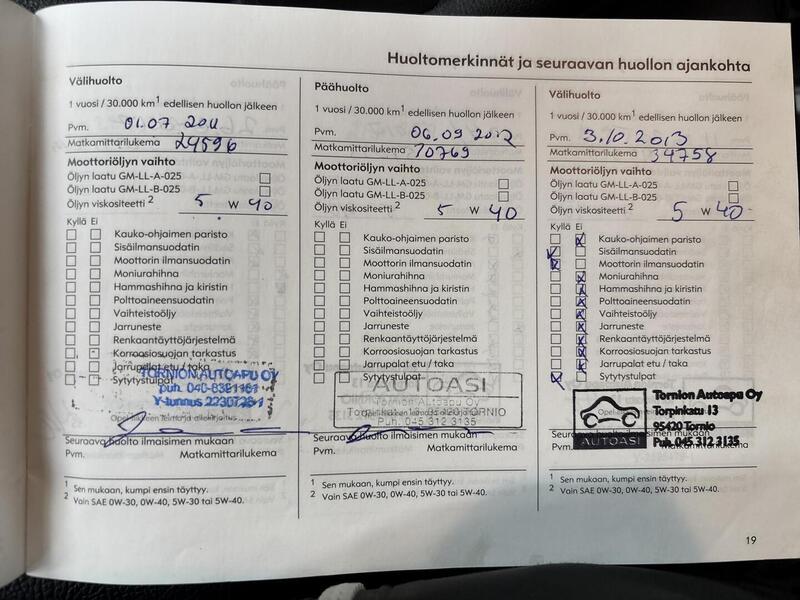 Huoltomerkinnät ja seuraavan huollon ajankohta
Välihuolto
1 vuosi / 30.000 km1 edellisen huollon jälkeen
Pvm. 01.07 2011
Matkamittarilukema 24596
Moottoriöljyn vaihto
Öljyn laatu GM-LL-A-025
Öljyn laatu GM-LL-B-025
Öljyn viskositeetti 2 5 W 40
Kyllä Ei
Kauko-ohjaimen paristo
Sisäilmansuodatin
Moottorin ilmansuodatin
Moniurahihna
Hammashihna ja kiristin
Polttoaineensuodatin
Vaihteistoöljy
Jarruneste
Renkaantäyttöjärjestelmä
Korroosiosuojan tarkastus
Jarrupalat etu / taka
Sytytystulpat
TORNION AUTOAPU OY
puh. 040-8391161
Y-tunnus
Seuraava huolto ilmaisimen mukaan
Pvm. Matkamittarilukema
1 Sen mukaan, kumpi ensin täyttyy.
2 Vain SAE 0W-30, 0W-40, 5W-30 tai 5W-40.
Päähuolto
1 vuosi / 30.000 km1 edellisen huollon jälkeen
Pvm. 06.09 2012
Matkamittarilukema 70769
Moottoriöljyn vaihto
Öljyn laatu GM-LL-A-025
Öljyn laatu GM-LL-B-025
Öljyn viskositeetti 2 5 W 40
Kyllä Ei
Kauko-ohjaimen paristo
Sisäilmansuodatin
Moottorin ilmansuodatin
Moniurahihna
Hammashihna ja kiristin
Polttoaineensuodatin
Vaihteistoöljy
Jarruneste
Renkaantäyttöjärjestelmä
Korroosiosuojan tarkastus
Jarrupalat etu / taka
Sytytystulpat
AUTOASI
Tornion Autoapu Oy
TORNIO
Puh. 045 312 3135
Seuraava huolto ilmaisimen mukaan
Pvm. Matkamittarilukema
1 Sen mukaan, kumpi ensin täyttyy.
2 Vain SAE 0W-30, 0W-40, 5W-30 tai 5W-40.
Välihuolto
1 vuosi / 30.000 km1 edellisen huollon jälkeen
Pvm. 3.10.2013
Matkamittarilukema 34758
Moottoriöljyn vaihto
Öljyn laatu GM-LL-A-025
Öljyn laatu GM-LL-B-025
Öljyn viskositeetti 2 5 W 40
Kyllä Ei
Kauko-ohjaimen paristo
Sisäilmansuodatin
Moottorin ilmansuodatin
Moniurahihna
Hammashihna ja kiristin
Polttoaineensuodatin
Vaihteistoöljy
Jarruneste
Renkaantäyttöjärjestelmä
Korroosiosuojan tarkastus
Jarrupalat etu / taka
Sytytystulpat
Tornion Autoapu Oy
Torpinkatu 13
95420 Tornio
Puh. 045 312 3135
AUTOASI
Pvm. Matkamittarilukema
1 Sen mukaan, kumpi ensin täyttyy.
2 Vain SAE 0W-30, 0W-40, 5W-30 tai 5W-40.
19